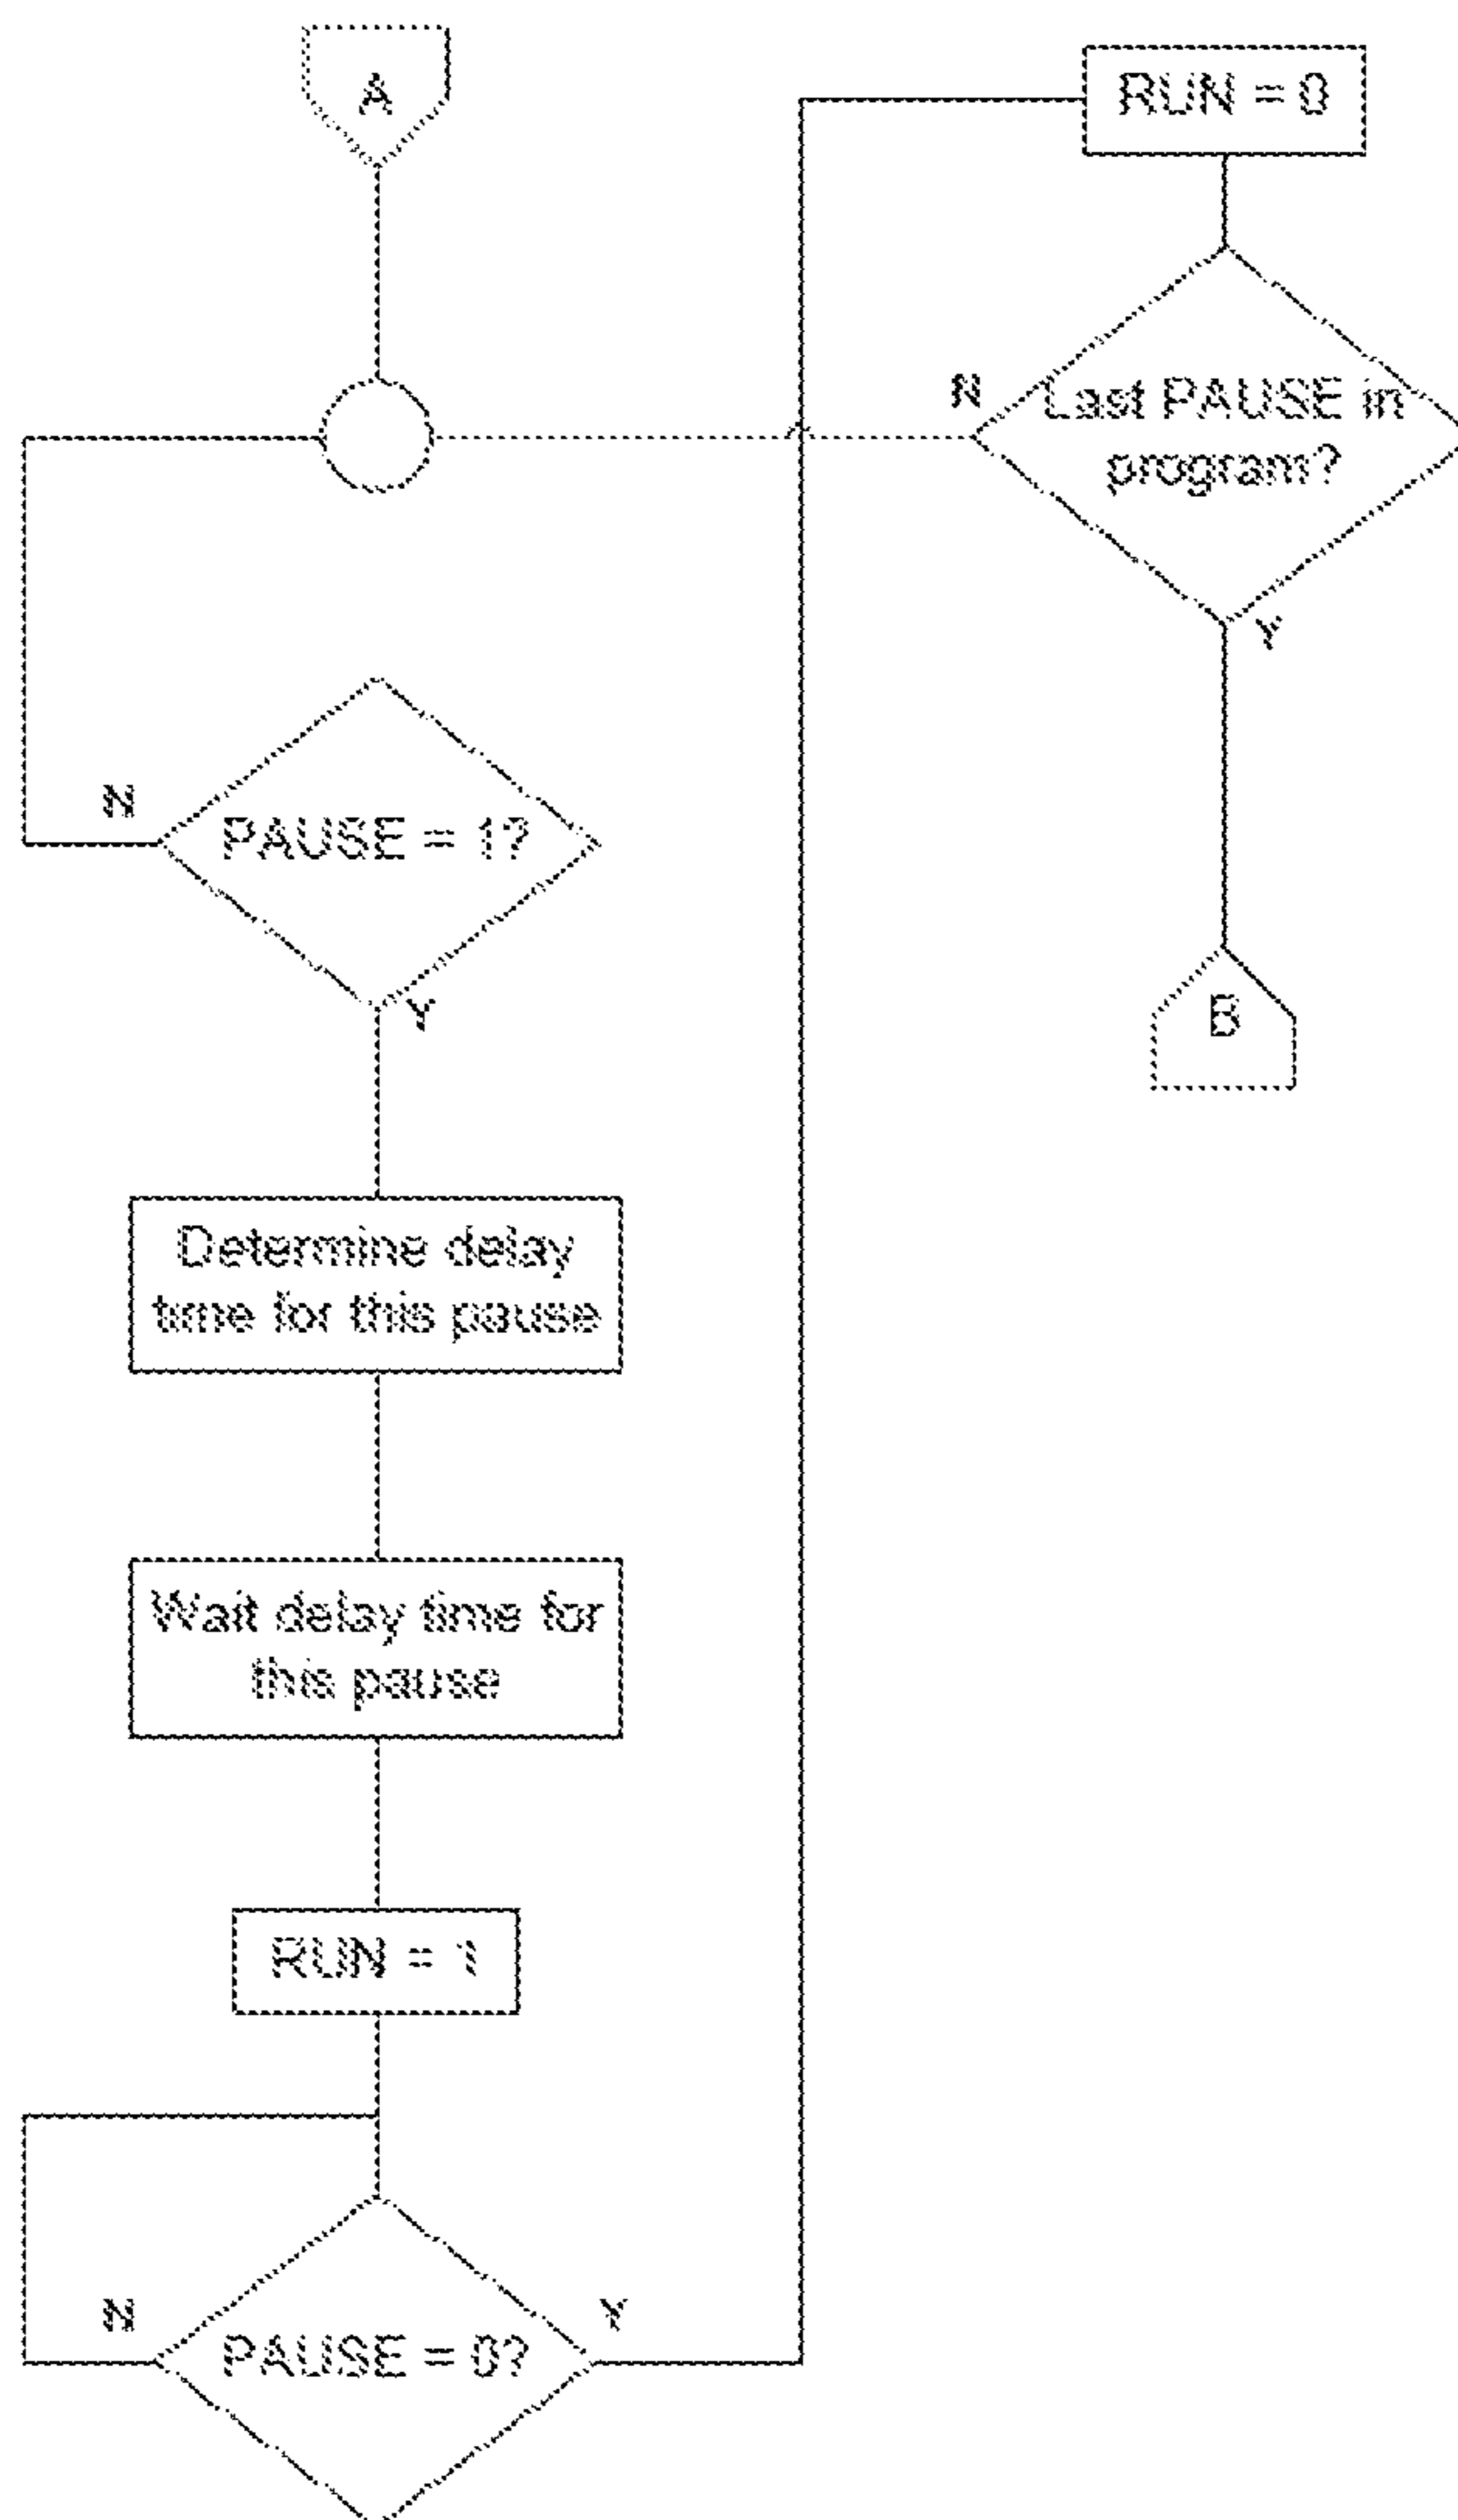 A
N
PAUSE = 1?
Y
Determine delay
time for this pause
Wait delay time for
this pause
RUN = 1
N
Y
PAUSE = 0?
RUN = 0
N
Last PAUSE in
program?
Y
B